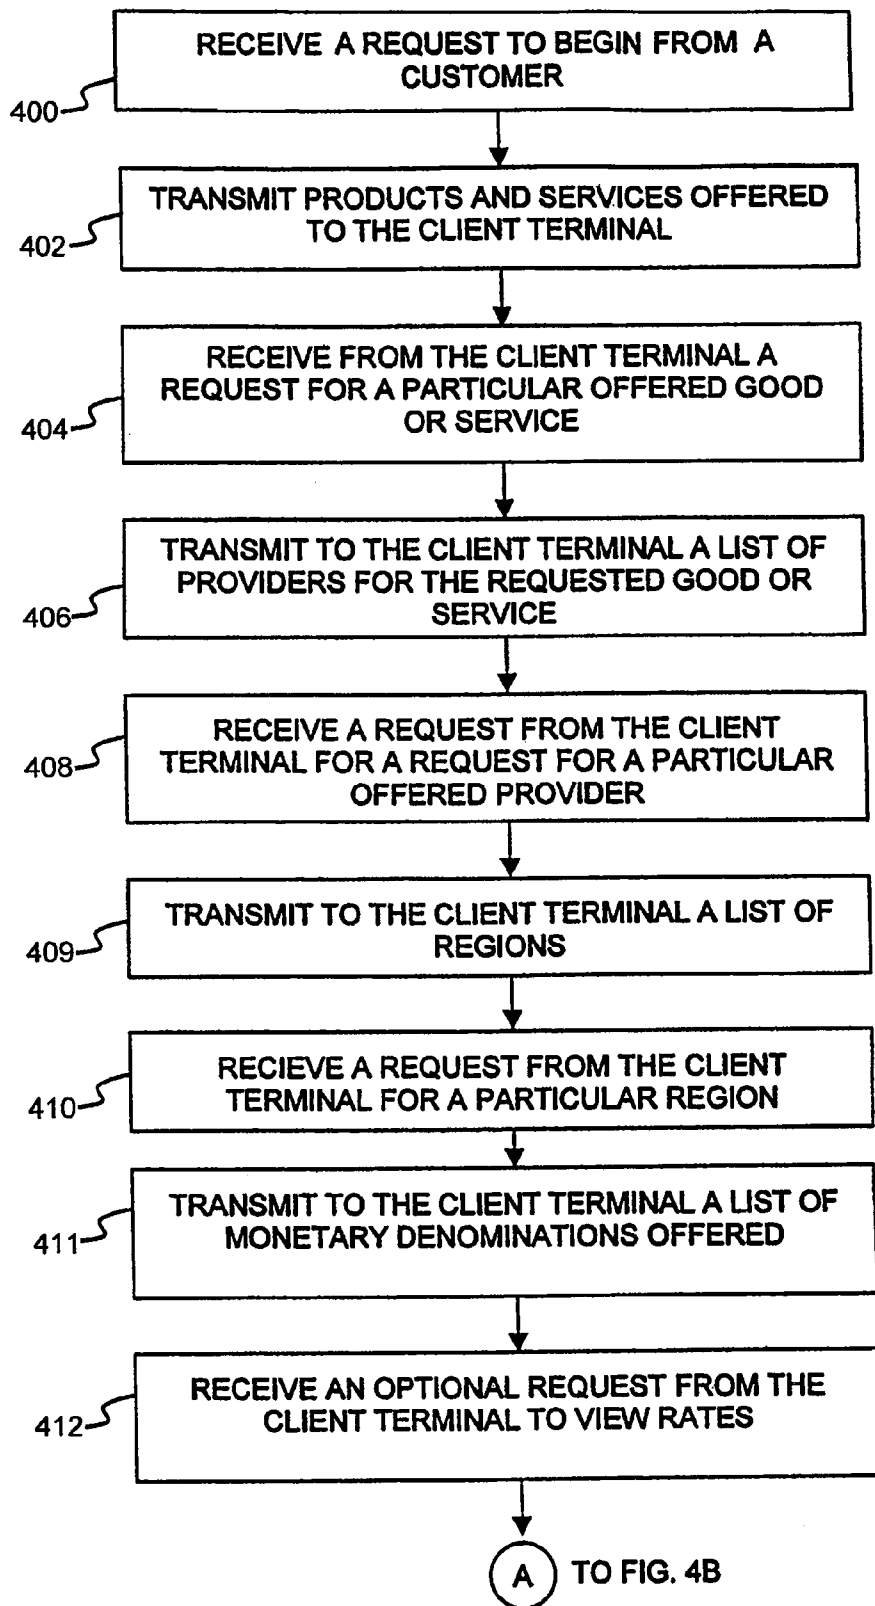 RECEIVE A REQUEST TO BEGIN FROM A
CUSTOMER
400
TRANSMIT PRODUCTS AND SERVICES OFFERED
TO THE CLIENT TERMINAL
402
RECEIVE FROM THE CLIENT TERMINAL A
REQUEST FOR A PARTICULAR OFFERED GOOD
OR SERVICE
404
TRANSMIT TO THE CLIENT TERMINAL A LIST OF
PROVIDERS FOR THE REQUESTED GOOD OR
SERVICE
406
RECEIVE A REQUEST FROM THE CLIENT
TERMINAL FOR A REQUEST FOR A PARTICULAR
OFFERED PROVIDER
408
TRANSMIT TO THE CLIENT TERMINAL A LIST OF
REGIONS
409
RECIEVE A REQUEST FROM THE CLIENT
TERMINAL FOR A PARTICULAR REGION
410
TRANSMIT TO THE CLIENT TERMINAL A LIST OF
MONETARY DENOMINATIONS OFFERED
411
RECEIVE AN OPTIONAL REQUEST FROM THE
CLIENT TERMINAL TO VIEW RATES
412
A TO FIG. 4B